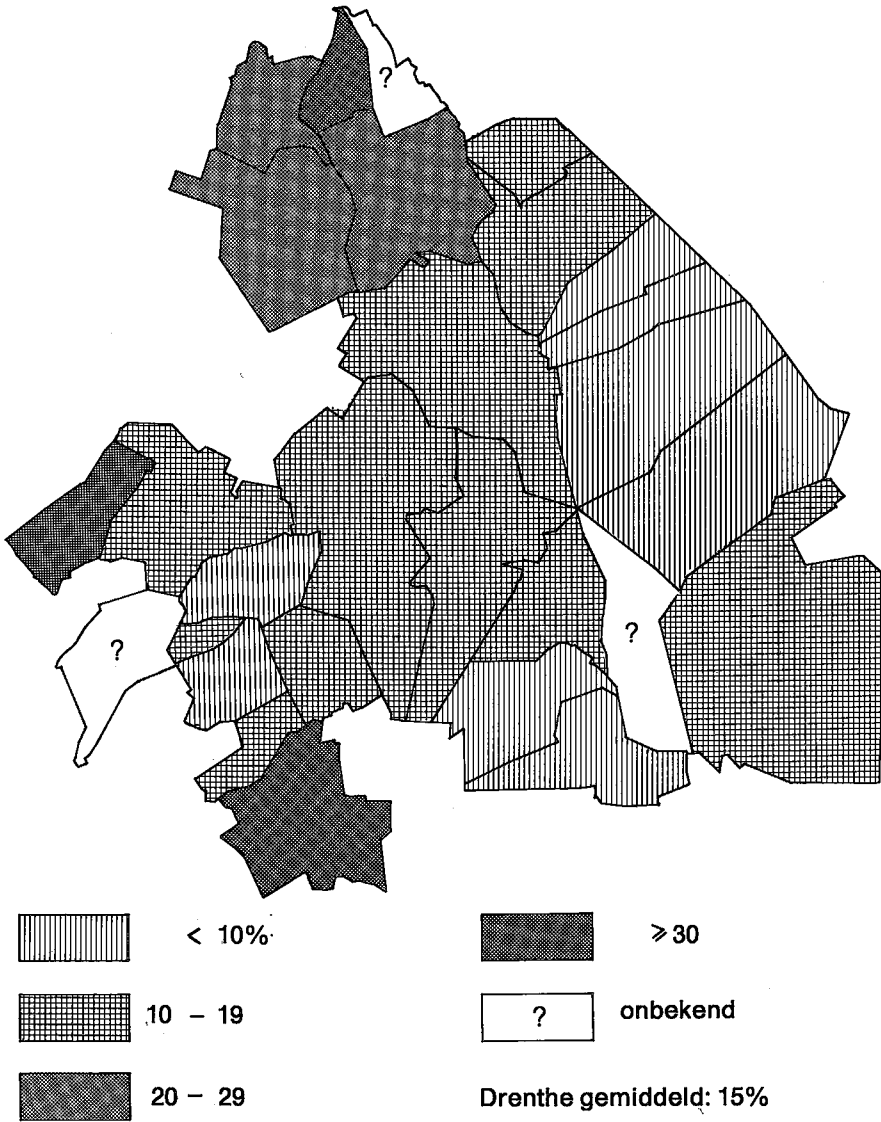 ?
?
?
< 10%
10 – 19
20 – 29
⩾ 30
? onbekend
Drenthe gemiddeld: 15%